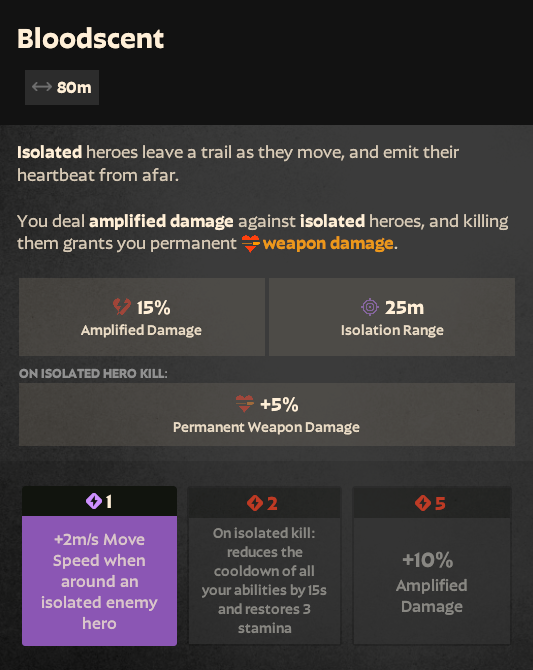 Bloodscent
80m
Isolated heroes leave a trail as they move, and emit their
heartbeat from afar.
You deal amplified damage against isolated heroes, and killing
them grants you permanent weapon damage.
15%
Amplified Damage
25m
Isolation Range
ON ISOLATED HERO KILL:
+5%
Permanent Weapon Damage
1
+2m/s Move
Speed when
around an
isolated enemy
hero
2
On isolated kill:
reduces the
cooldown of all
your abilities by 15s
and restores 3
stamina
5
+10%
Amplified
Damage